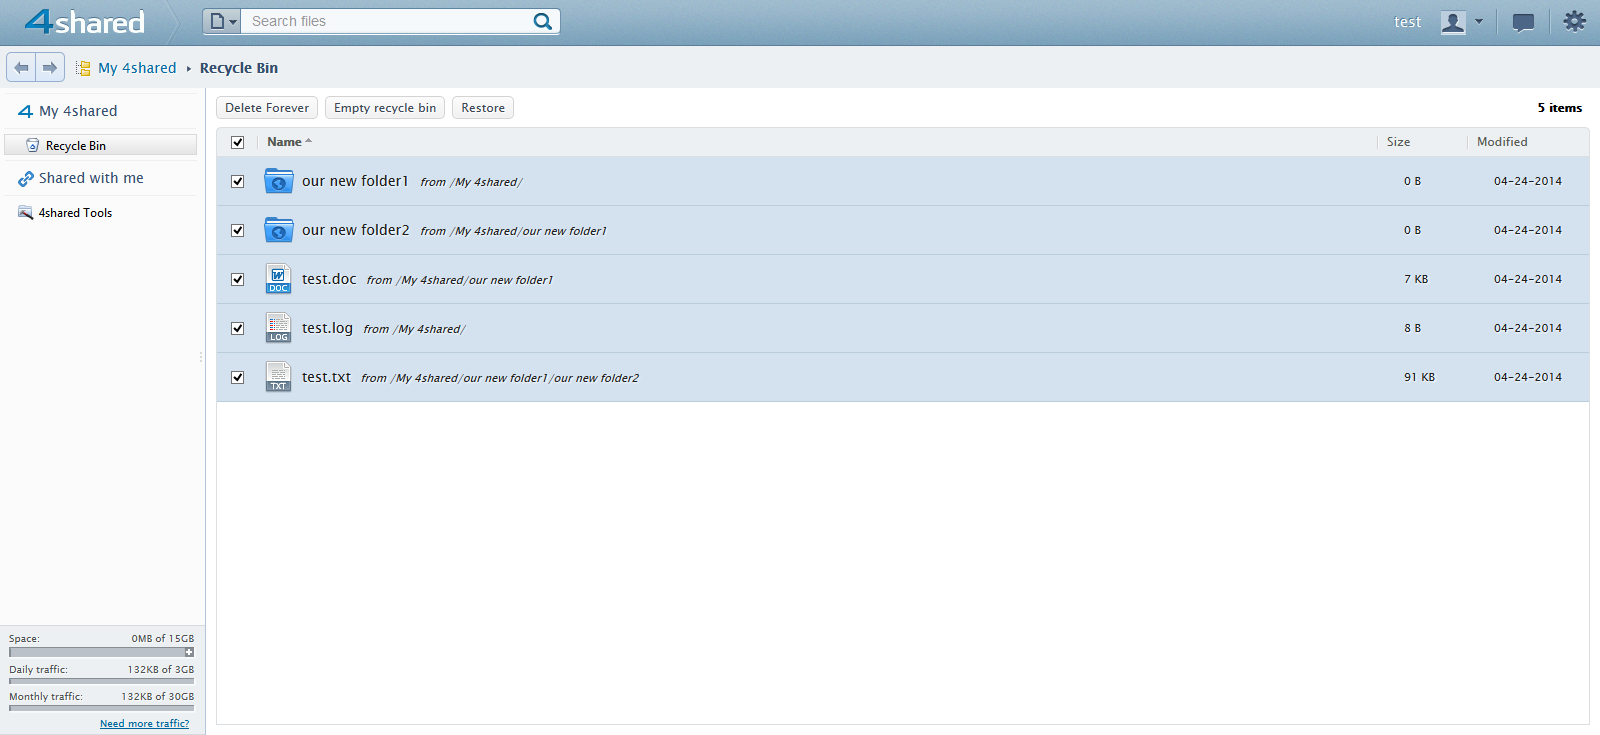 4shared Search files test
My 4shared ▸ Recycle Bin
4 My 4shared
Recycle Bin
Shared with me
4shared Tools
Delete Forever Empty recycle bin Restore 5 items
Name Size Modified
our new folder1 from /My 4shared/ 0 B 04-24-2014
our new folder2 from /My 4shared/our new folder1 0 B 04-24-2014
DOC test.doc from /My 4shared/our new folder1 7 KB 04-24-2014
LOG test.log from /My 4shared/ 8 B 04-24-2014
TXT test.txt from /My 4shared/our new folder1/our new folder2 91 KB 04-24-2014
Space: 0MB of 15GB
Daily traffic: 132KB of 3GB
Monthly traffic: 132KB of 30GB
Need more traffic?